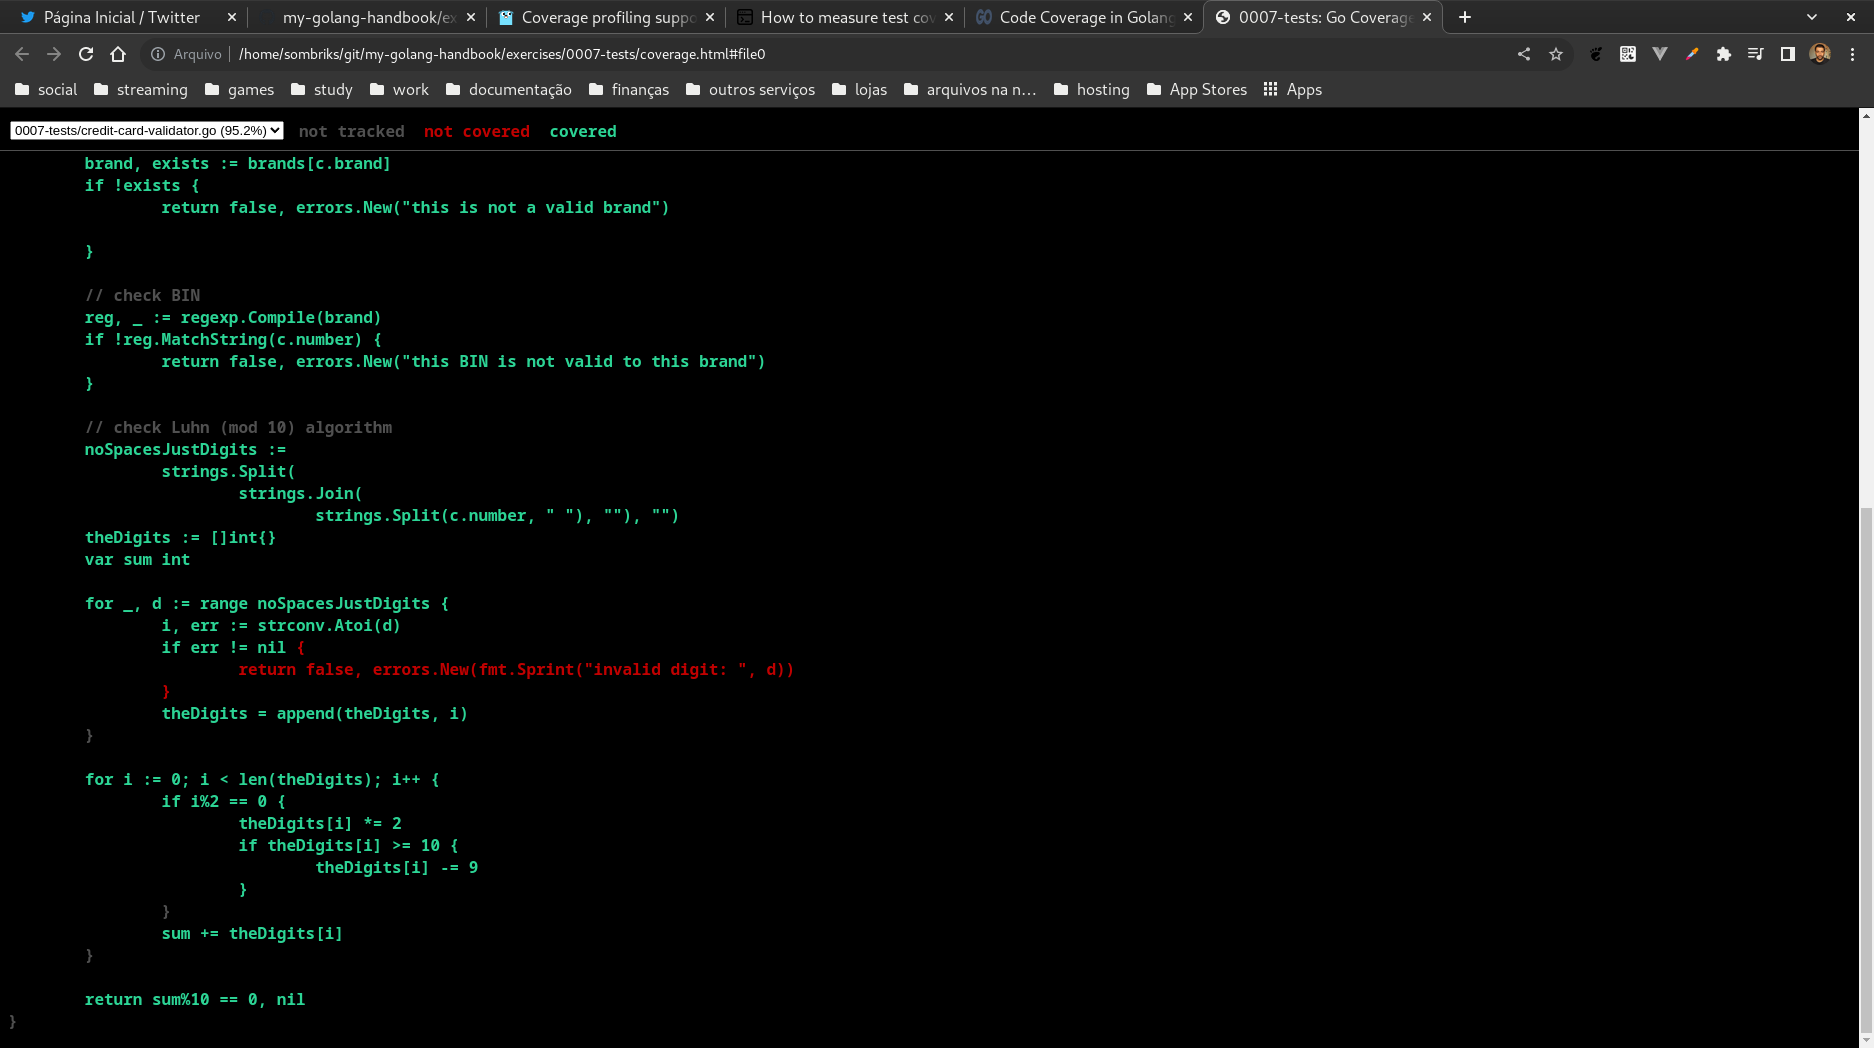 Página Inicial / Twitter
my-golang-handbook/ex
Coverage profiling suppo
How to measure test cov
GO Code Coverage in Golang
0007-tests: Go Coverage
Arquivo /home/sombriks/git/my-golang-handbook/exercises/0007-tests/coverage.html#file0
social streaming games study work documentação finanças outros serviços lojas arquivos na n... hosting App Stores Apps
0007-tests/credit-card-validator.go (95.2%) not tracked not covered covered
brand, exists := brands[c.brand]
if !exists {
return false, errors.New("this is not a valid brand")
}
// check BIN
reg, _ := regexp.Compile(brand)
if !reg.MatchString(c.number) {
return false, errors.New("this BIN is not valid to this brand")
}
// check Luhn (mod 10) algorithm
noSpacesJustDigits :=
strings.Split(
strings.Join(
strings.Split(c.number, " "), ""), "")
theDigits := []int{}
var sum int
for _, d := range noSpacesJustDigits {
i, err := strconv.Atoi(d)
if err != nil {
return false, errors.New(fmt.Sprint("invalid digit: ", d))
}
theDigits = append(theDigits, i)
}
for i := 0; i < len(theDigits); i++ {
if i%2 == 0 {
theDigits[i] *= 2
if theDigits[i] >= 10 {
theDigits[i] -= 9
}
}
sum += theDigits[i]
}
return sum%10 == 0, nil
}